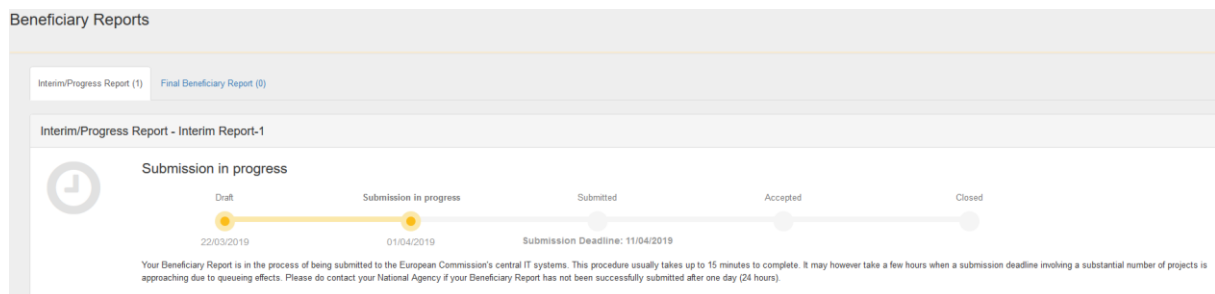 Beneficiary Reports
Interim/Progress Report (1) Final Beneficiary Report (0)
Interim/Progress Report - Interim Report-1
Submission in progress
Draft Submission in progress Submitted Accepted Closed
22/03/2019 01/04/2019 Submission Deadline: 11/04/2019
Your Beneficiary Report is in the process of being submitted to the European Commission's central IT systems. This procedure usually takes up to 15 minutes to complete. It may however take a few hours when a submission deadline involving a substantial number of projects is
approaching due to queueing effects. Please do contact your National Agency if your Beneficiary Report has not been successfully submitted after one day (24 hours).